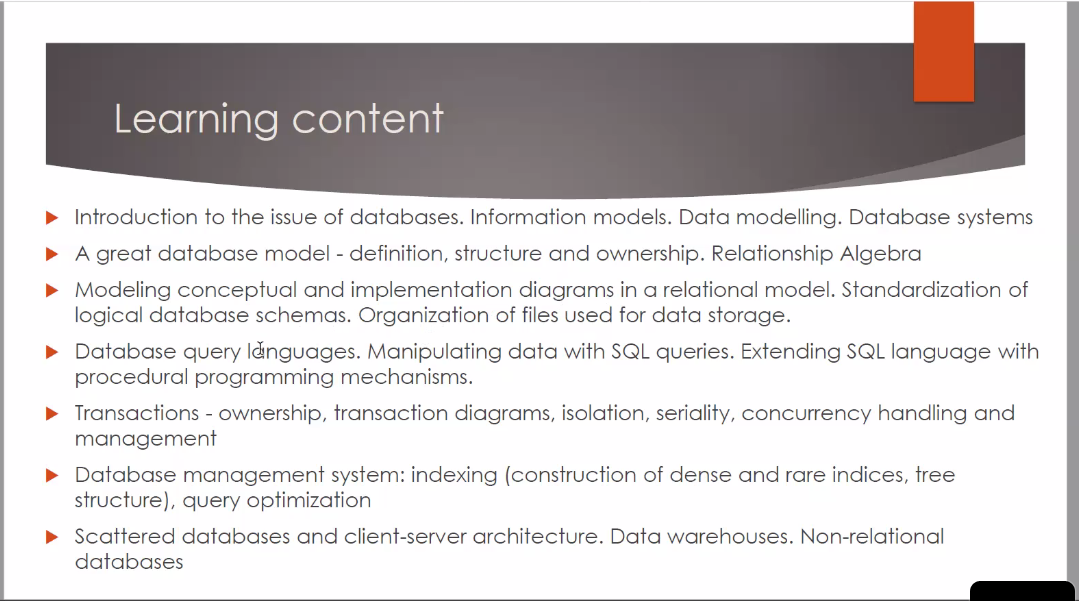 Learning content
Introduction to the issue of databases. Information models. Data modelling. Database systems
A great database model - definition, structure and ownership. Relationship Algebra
Modeling conceptual and implementation diagrams in a relational model. Standardization of
logical database schemas. Organization of files used for data storage.
Database query languages. Manipulating data with SQL queries. Extending SQL language with
procedural programming mechanisms.
Transactions - ownership, transaction diagrams, isolation, seriality, concurrency handling and
management
Database management system: indexing (construction of dense and rare indices, tree
structure), query optimization
Scattered databases and client-server architecture. Data warehouses. Non-relational
databases